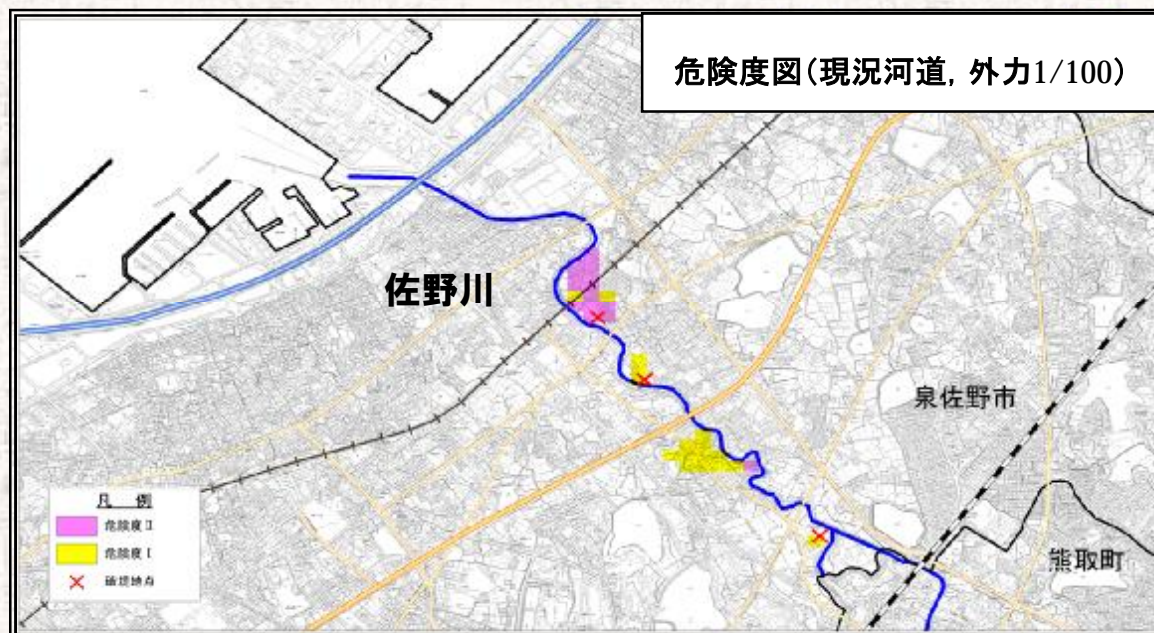 危険度図(現況河道, 外力1/100)
佐野川
泉佐野市
熊取町
凡 例
危険度Ⅱ
危険度Ⅰ
破堤地点